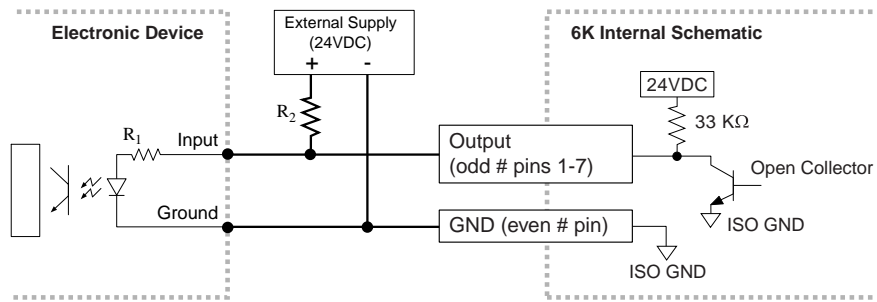 Electronic Device
External Supply
(24VDC)
+ -
6K Internal Schematic
24VDC
33 KΩ
R1
Input
R2
Output
(odd # pins 1-7)
Open Collector
ISO GND
Ground
GND (even # pin)
ISO GND